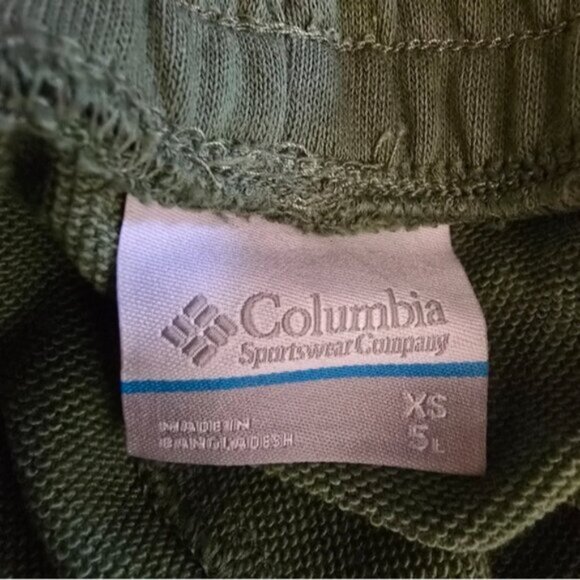 Columbia
Sportswear Company
XS
5L
MADE IN
BANGLADESH